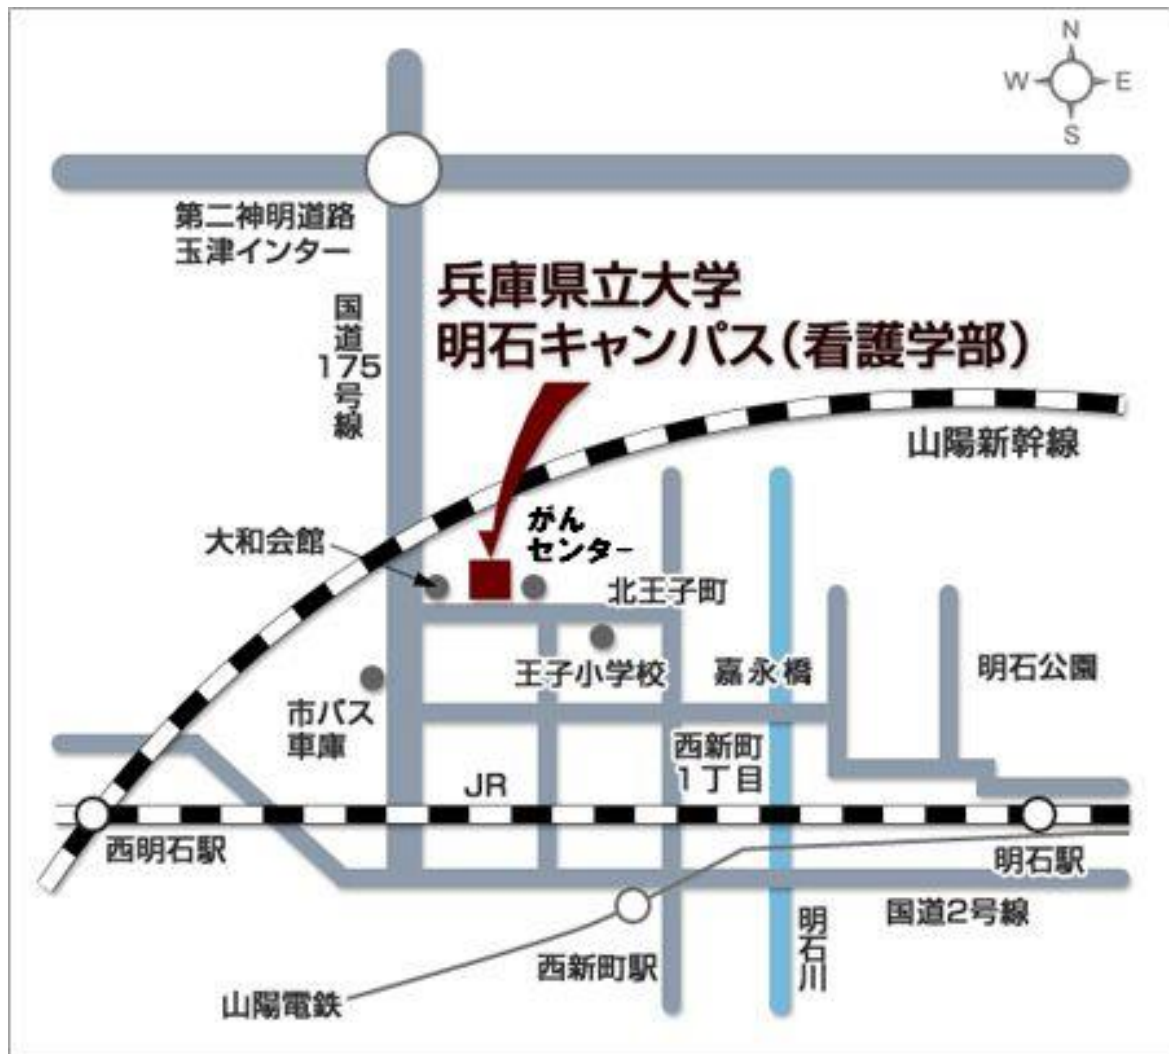 N
W
E
S
第二神明道路
玉津インター
国道175号線
兵庫県立大学
明石キャンパス(看護学部)
山陽新幹線
大和会館
がん
センター
北王子町
王子小学校
嘉永橋
明石公園
市バス
車庫
西新町
1丁目
JR
西明石駅
明石駅
国道2号線
明石川
西新町駅
山陽電鉄